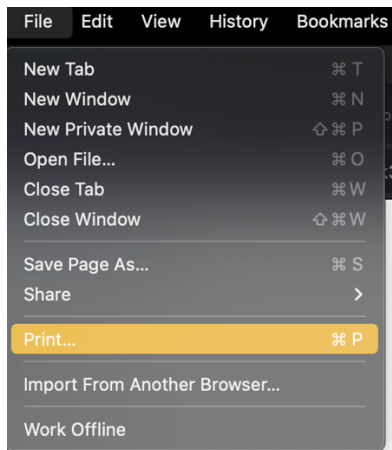 File Edit View History Bookmarks
New Tab ⌘ T
New Window ⌘ N
New Private Window ⇧ ⌘ P
Open File... ⌘ O
Close Tab ⌘ W
Close Window ⇧ ⌘ W
Save Page As... ⌘ S
Share >
Print... ⌘ P
Import From Another Browser...
Work Offline